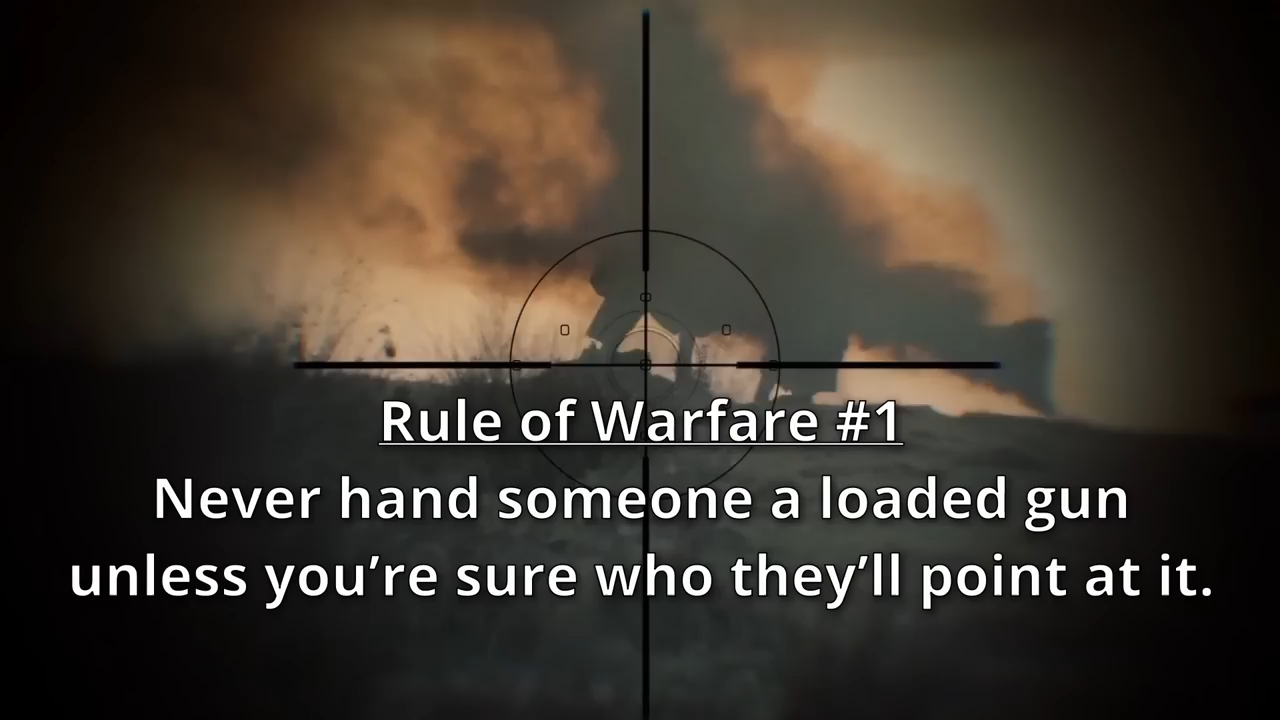 Rule of Warfare #1
Never hand someone a loaded gun
unless you’re sure who they’ll point at it.